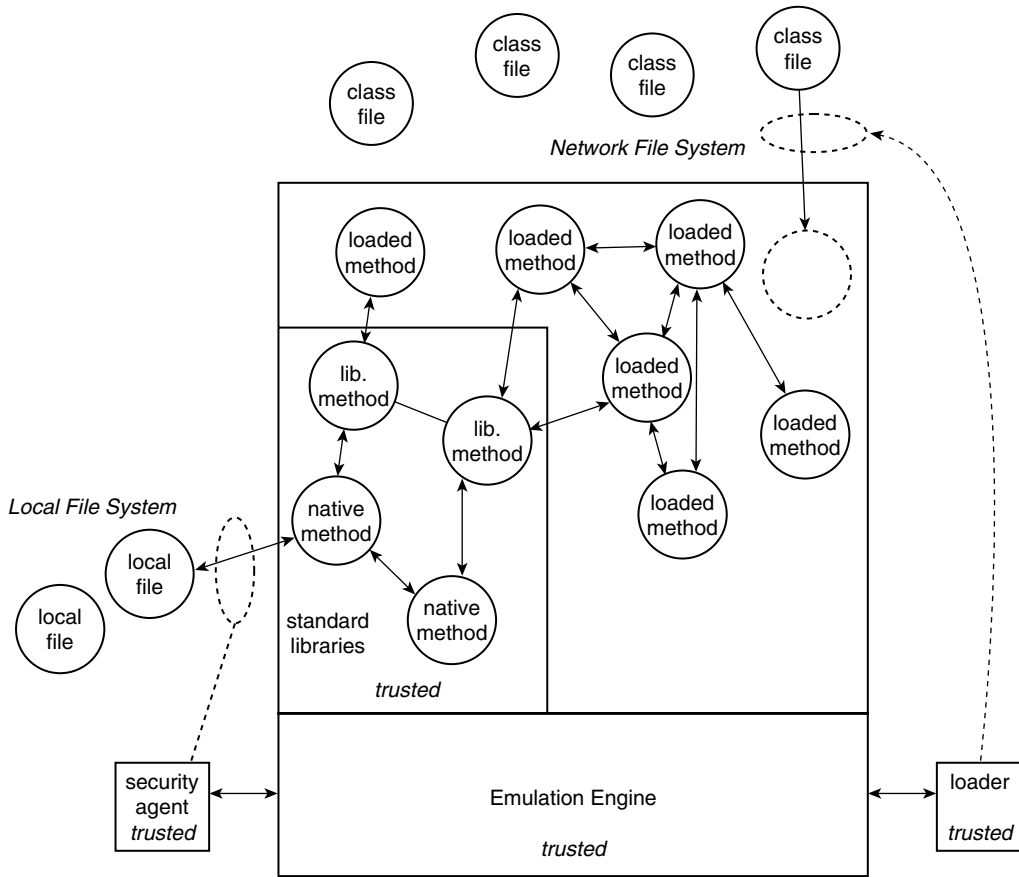 class
file
class
file
class
file
class
file
Network File System
loaded
method
loaded
method
loaded
method
lib.
method
loaded
method
lib.
method
loaded
method
native
method
loaded
method
Local File System
local
file
local
file
native
method
standard
libraries
trusted
security
agent
trusted
Emulation Engine
trusted
loader
trusted